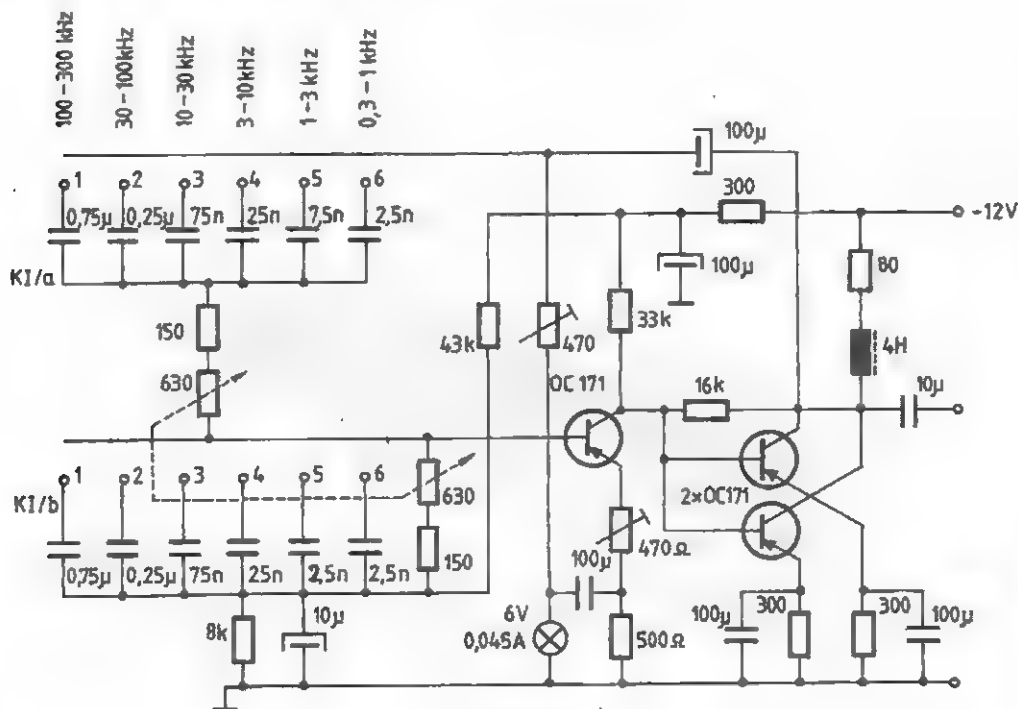 100-300 kHz
30-100kHz
10-30kHz
3-10kHz
1-3 kHz
0,3-1 kHz
100µ
1
2
3
4
5
6
300
-12V
0,75µ
0,25µ
75n
25n
7,5n
2,5n
KI/a
100µ
80
150
43k
470
33k
4H
630
OC 171
16k
10µ
1
2
3
4
5
6
KI/b
630
2×OC171
470Ω
150
100µ
0,75µ
0,25µ
75n
25n
2,5n
2,5n
8k
10µ
6V
0,045A
500Ω
100µ
300
300
100µ